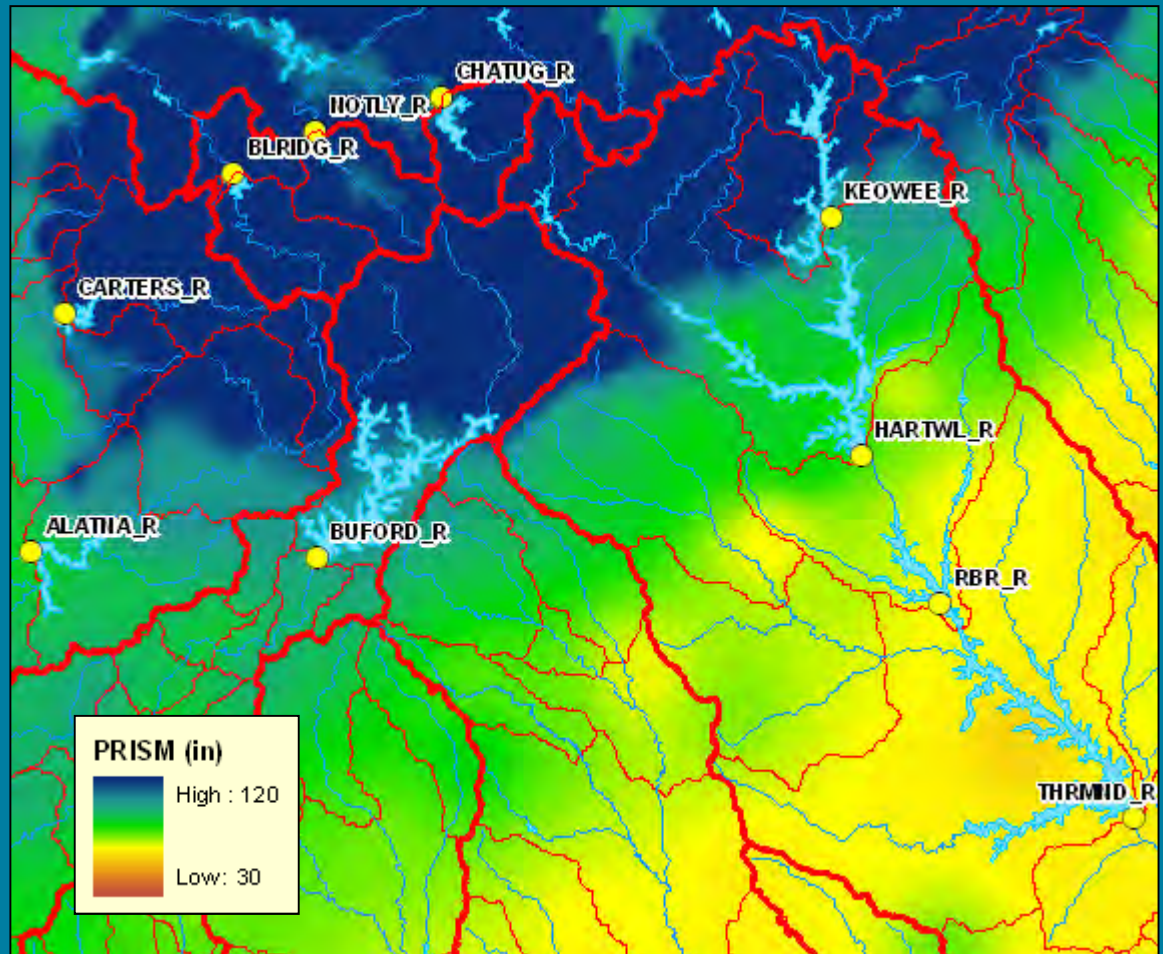 CHATUG_R
NOTLY_R
BLRIDG_R
KEOWEE_R
CARTERS_R
HARTWL_R
ALATNA_R
BUFORD_R
RBR_R
PRISM (in)
High : 120
THRMND_R
Low: 30